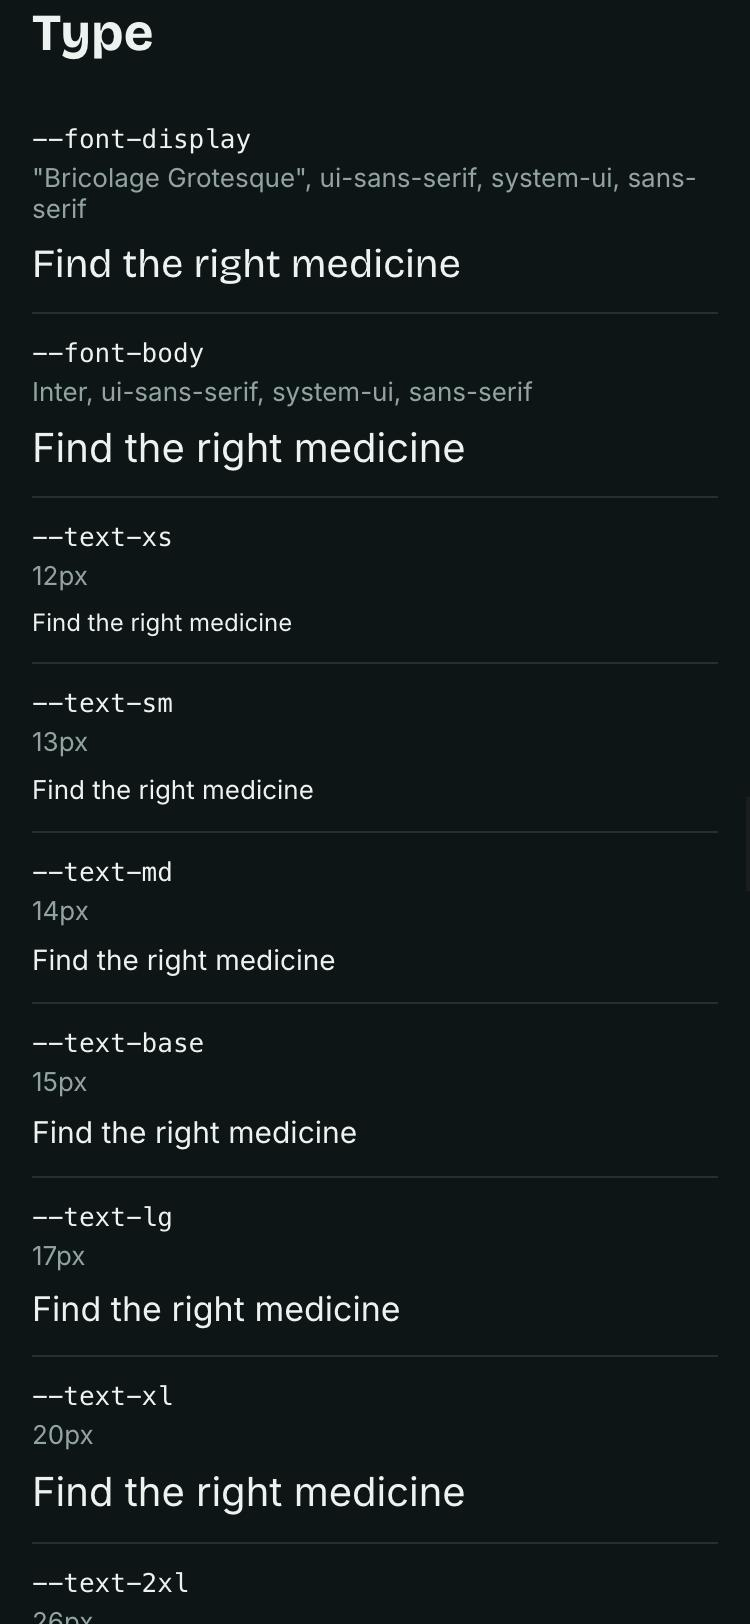 Type
--font-display
"Bricolage Grotesque", ui-sans-serif, system-ui, sans-
serif
Find the right medicine
--font-body
Inter, ui-sans-serif, system-ui, sans-serif
Find the right medicine
--text-xs
12px
Find the right medicine
--text-sm
13px
Find the right medicine
--text-md
14px
Find the right medicine
--text-base
15px
Find the right medicine
--text-lg
17px
Find the right medicine
--text-xl
20px
Find the right medicine
--text-2xl
26px